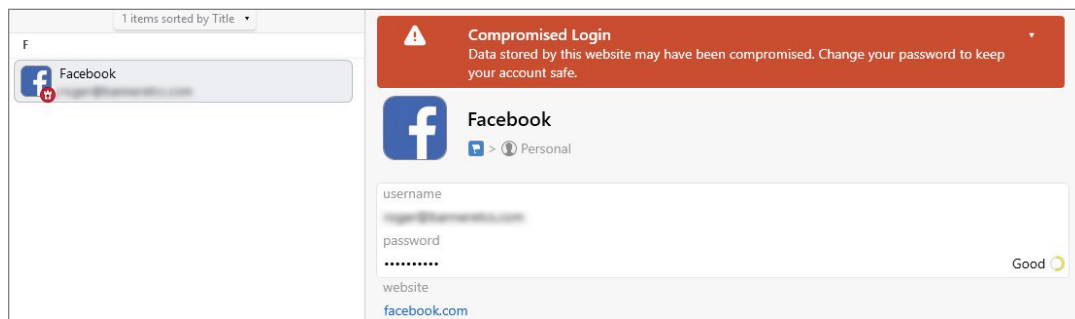 1 items sorted by Title
F
Facebook
Compromised Login
Data stored by this website may have been compromised. Change your password to keep
your account safe.
Facebook
> Personal
username
password
••••••••••
Good
website
facebook.com